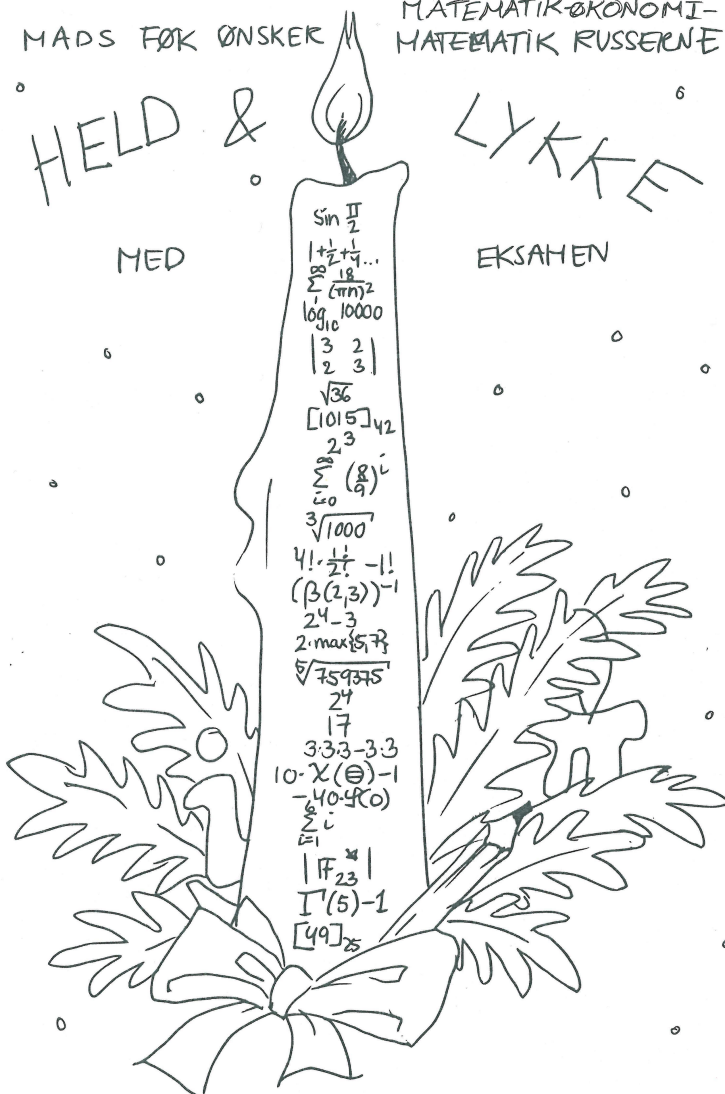 MADS FØK ØNSKER
MATEMATIK-ØKONOMI-
MATEMATIK RUSSERNE
HELD & LYKKE
MED EKSAMEN
sin π/2
1+1/2+1/4...
∞ Σ 1 18/(πn)²
log₁₀ 10000
|3 2|
|2 3|
√36
[1015]₄₂
2³
∞ Σ i=0 (8/9)ⁱ
³√1000
4!·1!/2!-1!
(β(2,3))⁻¹
2⁴-3
2·max{5,7}
⁵√759375
2⁴
17
3·3·3-3·3
10·χ(⊖)-1
-40·ζ(0)
6 Σ i=1 i
|F₂₃*|
Γ(5)-1
[49]₂₅